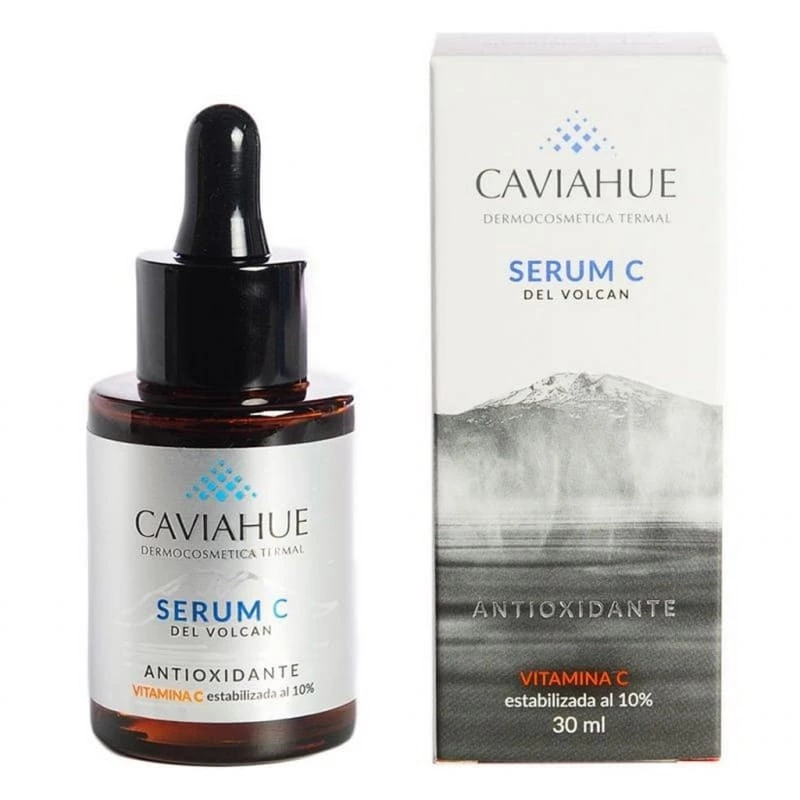 CAVIAHUE
DERMOCOSMETICA TERMAL
SERUM C
DEL VOLCAN
ANTIOXIDANTE
VITAMINA C estabilizada al 10%
CAVIAHUE
DERMOCOSMETICA TERMAL
SERUM C
DEL VOLCAN
ANTIOXIDANTE
VITAMINA C
estabilizada al 10%
30 ml